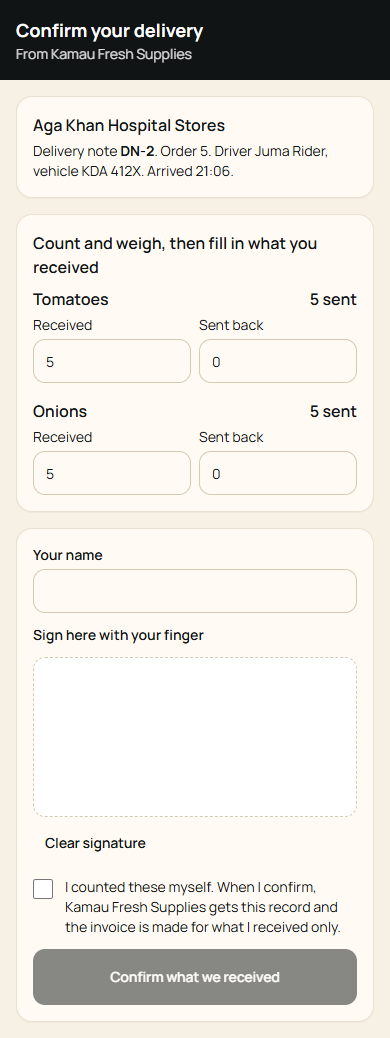 Confirm your delivery
From Kamau Fresh Supplies
Aga Khan Hospital Stores
Delivery note DN-2. Order 5. Driver Juma Rider,
vehicle KDA 412X. Arrived 21:06.
Count and weigh, then fill in what you
received
Tomatoes 5 sent
Received Sent back
5 0
Onions 5 sent
Received Sent back
5 0
Your name
Sign here with your finger
Clear signature
I counted these myself. When I confirm,
Kamau Fresh Supplies gets this record and
the invoice is made for what I received only.
Confirm what we received